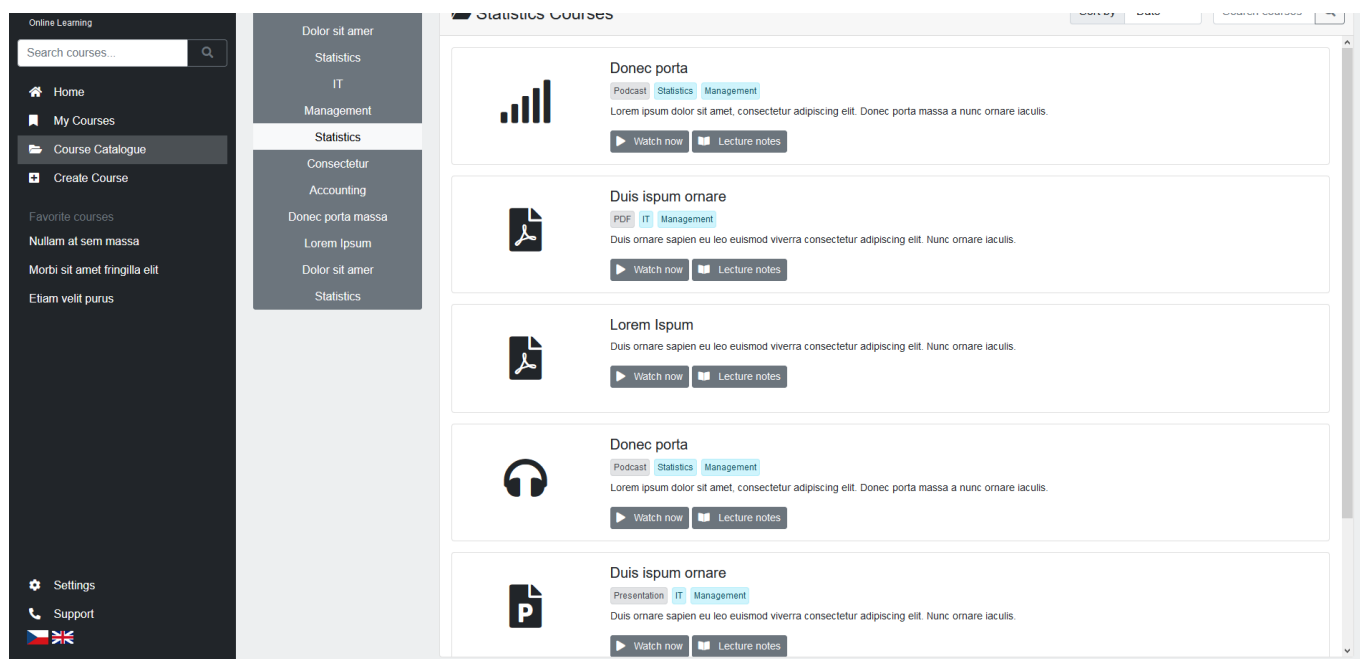 Online Learning
Search courses...
Home
My Courses
Course Catalogue
Create Course
Favorite courses
Nullam at sem massa
Morbi sit amet fringilla elit
Etiam velit purus
Settings
Support
Dolor sit amer
Statistics
IT
Management
Statistics
Consectetur
Accounting
Donec porta massa
Lorem Ipsum
Dolor sit amer
Statistics
Statistics Courses
Sort by Date Search courses
Donec porta
Podcast Statistics Management
Lorem ipsum dolor sit amet, consectetur adipiscing elit. Donec porta massa a nunc ornare iaculis.
Watch now Lecture notes
Duis ispum ornare
PDF IT Management
Duis ornare sapien eu leo euismod viverra consectetur adipiscing elit. Nunc ornare iaculis.
Watch now Lecture notes
Lorem Ispum
Duis ornare sapien eu leo euismod viverra consectetur adipiscing elit. Nunc ornare iaculis.
Watch now Lecture notes
Donec porta
Podcast Statistics Management
Lorem ipsum dolor sit amet, consectetur adipiscing elit. Donec porta massa a nunc ornare iaculis.
Watch now Lecture notes
P
Duis ispum ornare
Presentation IT Management
Duis ornare sapien eu leo euismod viverra consectetur adipiscing elit. Nunc ornare iaculis.
Watch now Lecture notes